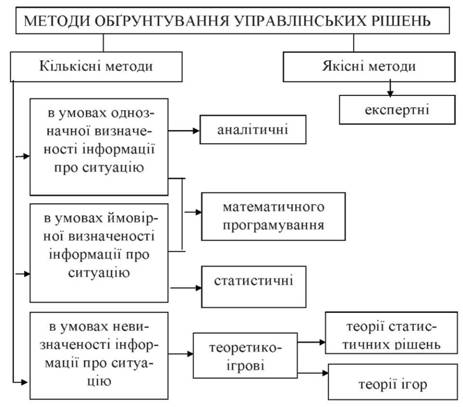 МЕТОДИ ОБҐРУНТУВАННЯ УПРАВЛІНСЬКИХ РІШЕНЬ
Кількісні методи
Якісні методи
експертні
в умовах одноз-
начної визначе-
ності інформації
про ситуацію
аналітичні
математичного
програмування
в умовах ймовір-
ної визначеності
інформації про
ситуацію
статистичні
в умовах неви-
значеності інфор-
мації про ситуа-
цію
теоретико-
ігрові
теорії статис-
тичних рішень
теорії ігор